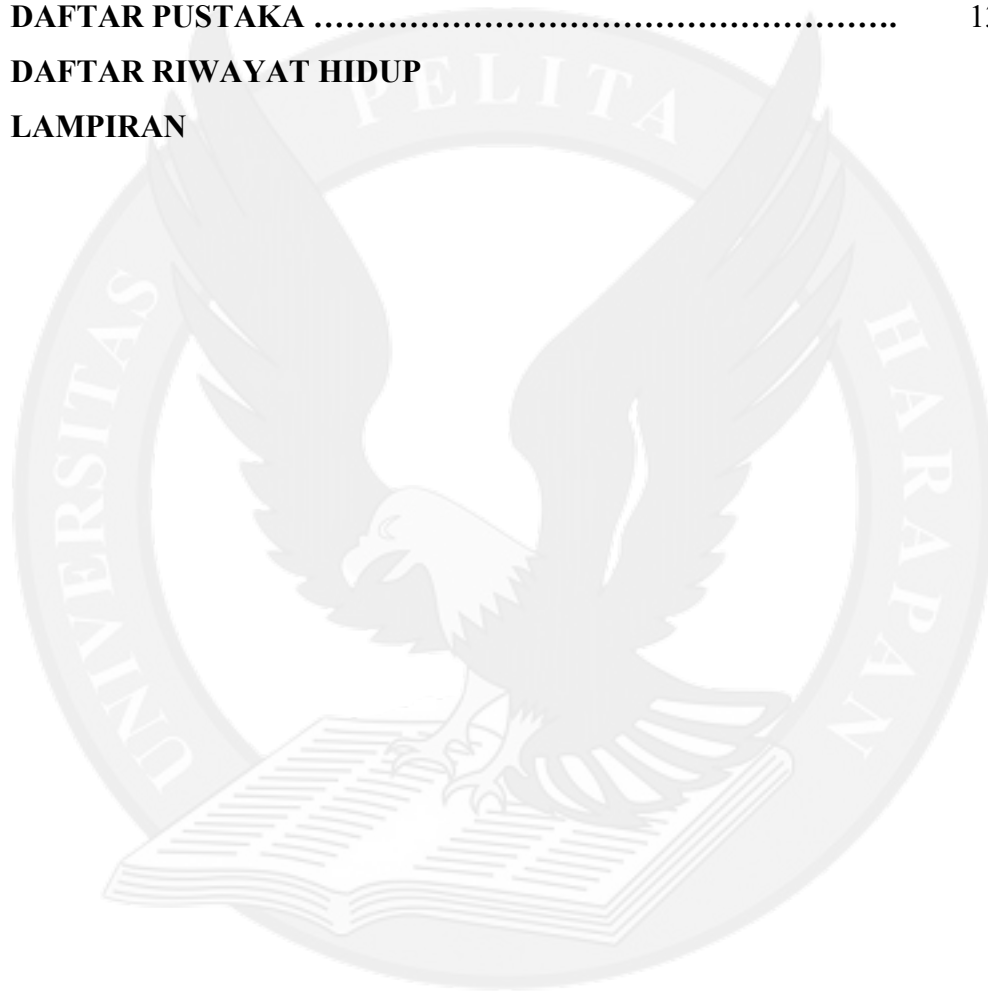 DAFTAR PUSTAKA ………………………………………………
DAFTAR RIWAYAT HIDUP
LAMPIRAN
UNIVERSITAS PELITA HARAPAN